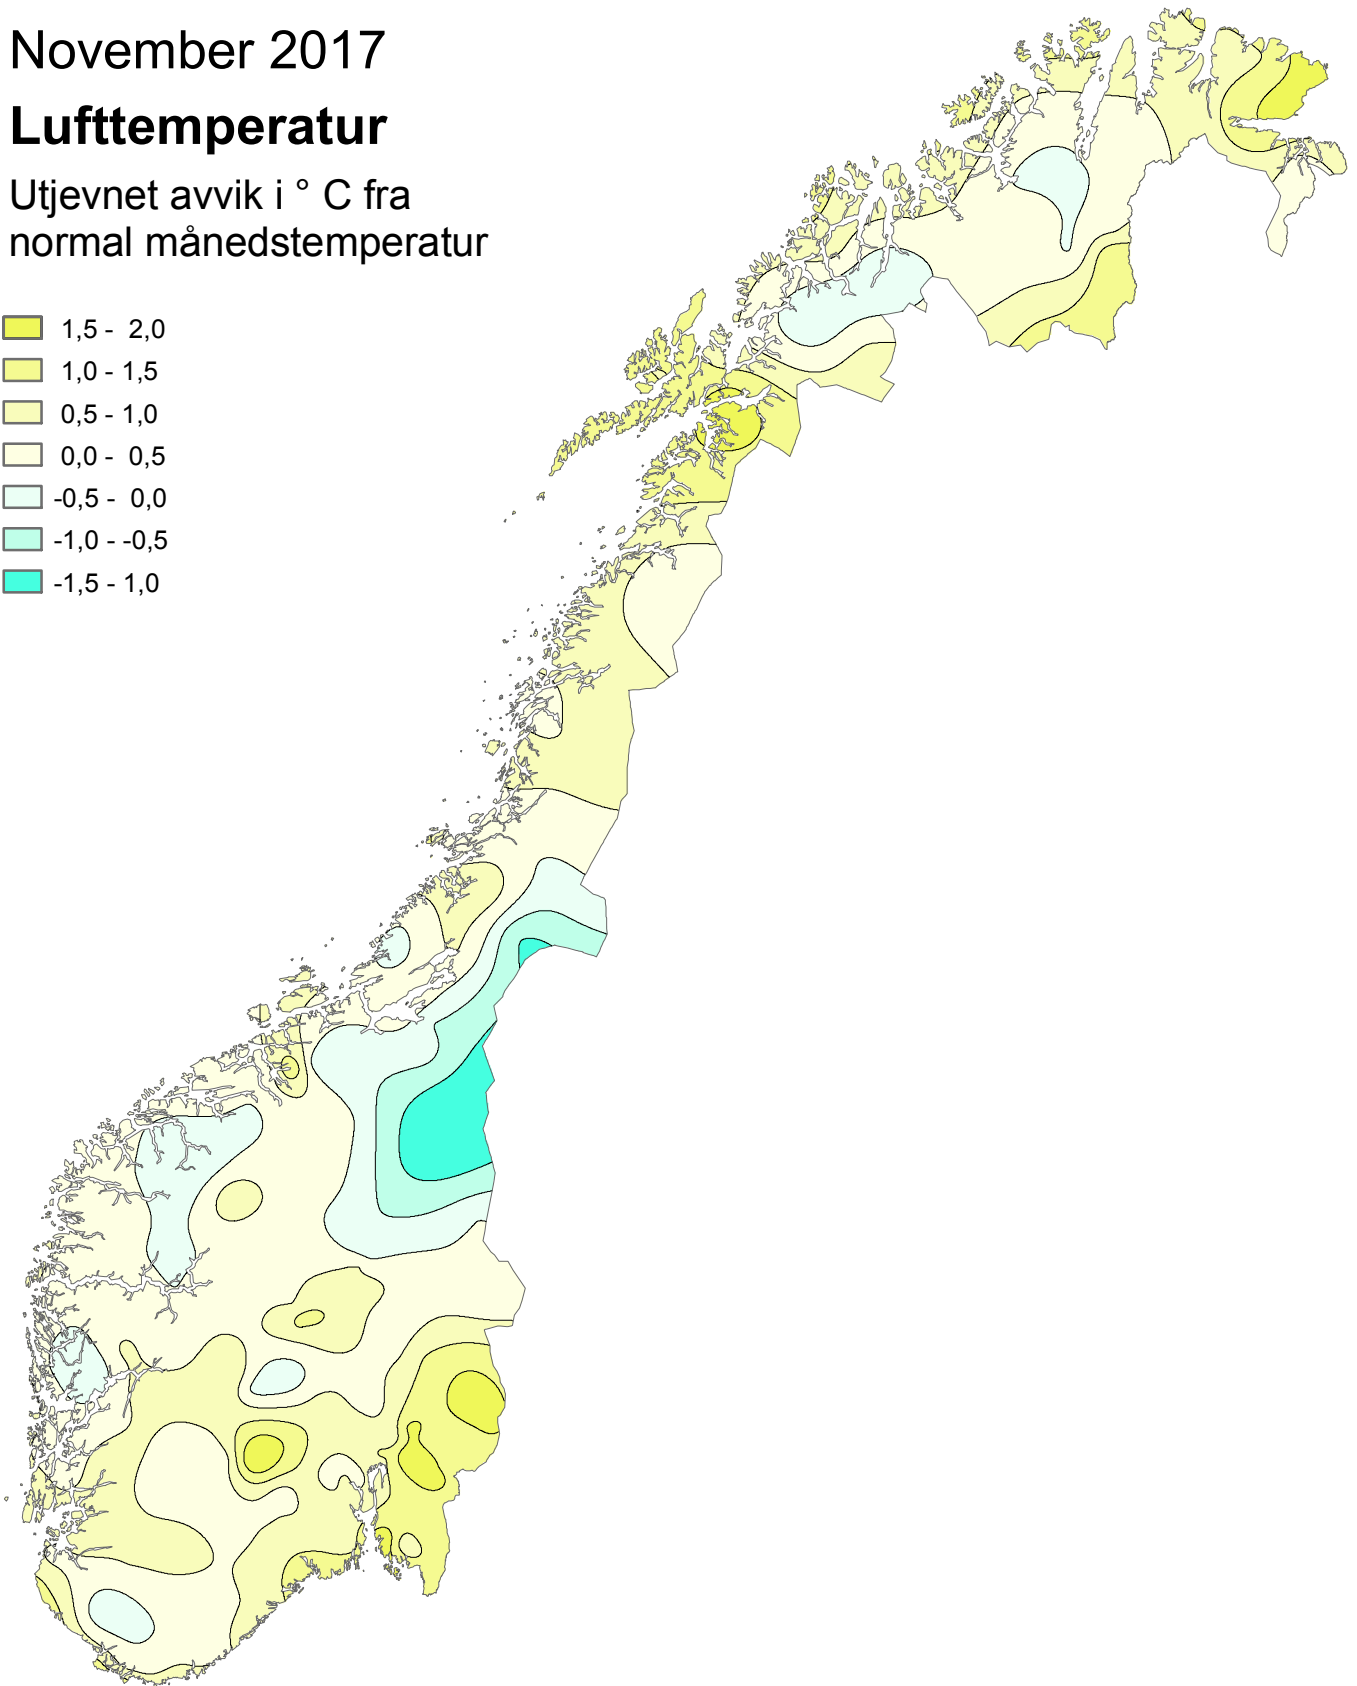 November 2017
Lufttemperatur
Utjevnet avvik i ° C fra
normal månedstemperatur
1,5 - 2,0
1,0 - 1,5
0,5 - 1,0
0,0 - 0,5
-0,5 - 0,0
-1,0 - -0,5
-1,5 - 1,0